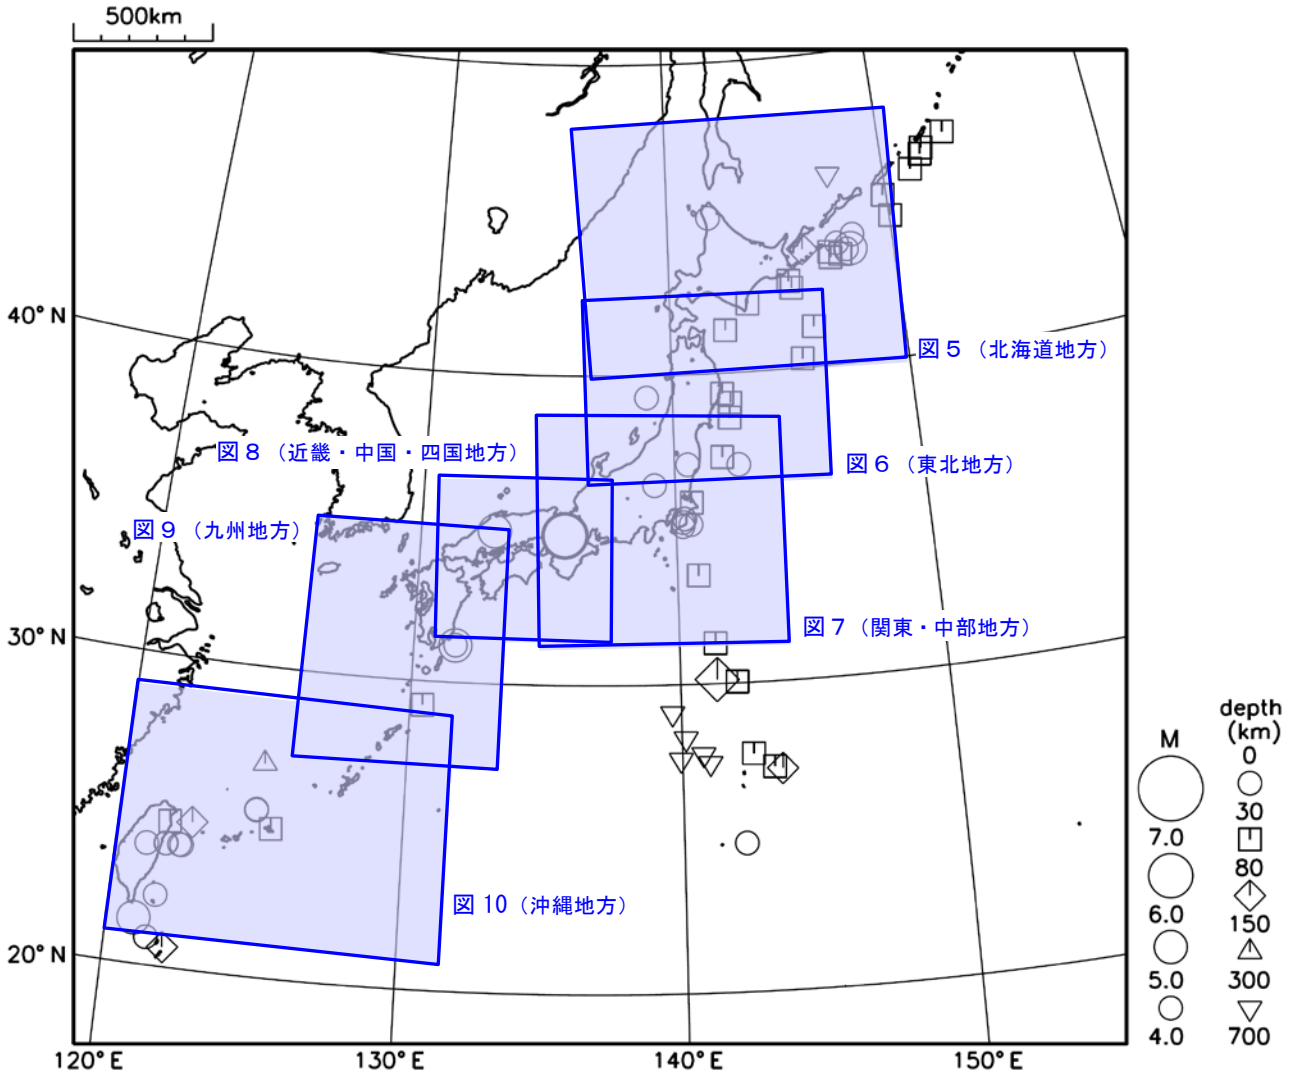 500km
40° N
30° N
20° N
120° E
130° E
140° E
150° E
図5（北海道地方）
図6（東北地方）
図7（関東・中部地方）
図8（近畿・中国・四国地方）
図9（九州地方）
図10（沖縄地方）
M
7.0
6.0
5.0
4.0
depth
(km)
0
30
80
150
300
700